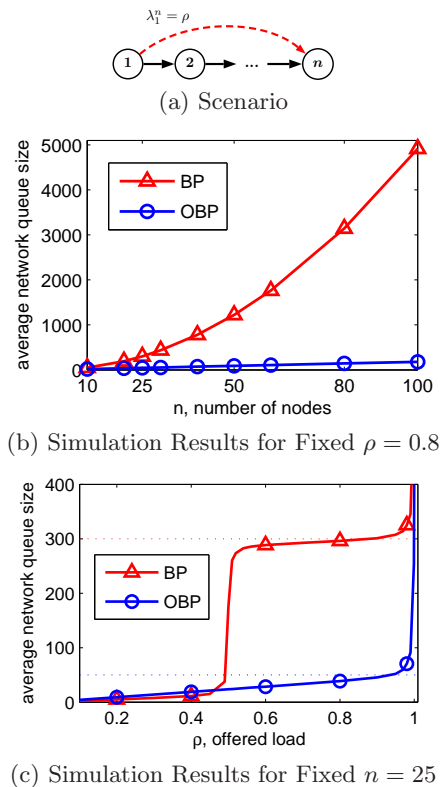 λ₁ⁿ = ρ
1 2 ... n
(a) Scenario
average network queue size
5000
4000
3000
2000
1000
0
BP
OBP
10 25 50 80 100
n, number of nodes
(b) Simulation Results for Fixed ρ = 0.8
average network queue size
400
300
200
100
50
0
BP
OBP
0.2 0.4 0.6 0.8 1
ρ, offered load
(c) Simulation Results for Fixed n = 25